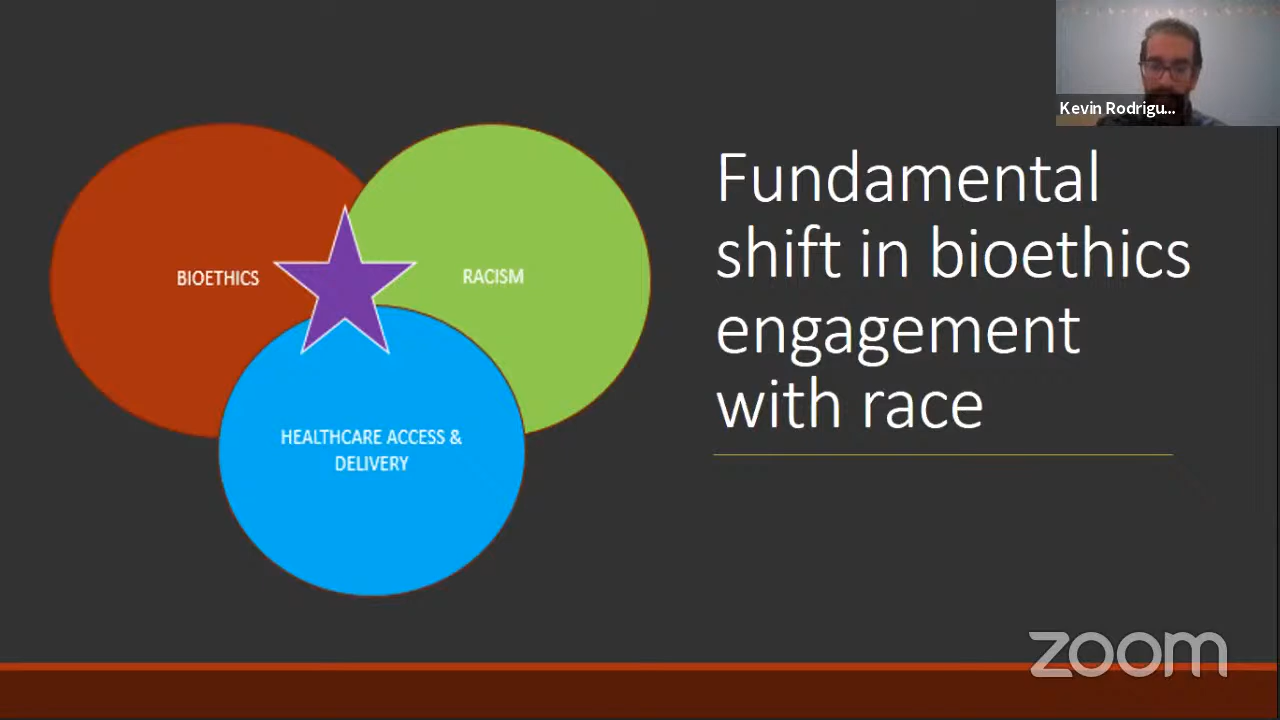 Kevin Rodrigu...
BIOETHICS
RACISM
HEALTHCARE ACCESS &
DELIVERY
Fundamental
shift in bioethics
engagement
with race
zoom